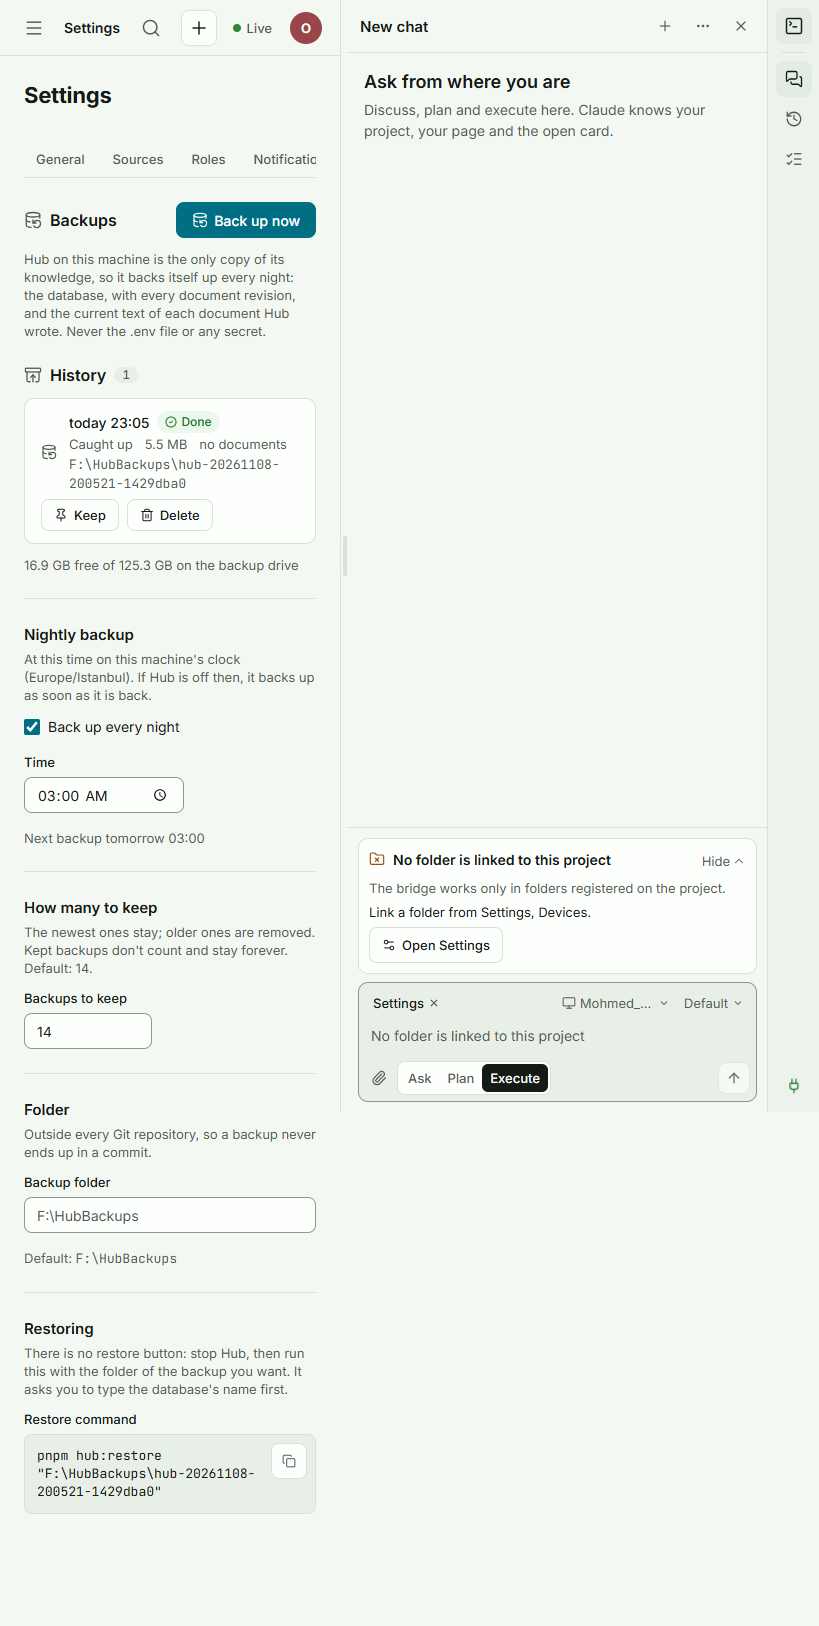 Settings
Live
O
Settings
General Sources Roles Notificatio
Backups
Back up now
Hub on this machine is the only copy of its
knowledge, so it backs itself up every night:
the database, with every document revision,
and the current text of each document Hub
wrote. Never the .env file or any secret.
History 1
today 23:05 Done
Caught up 5.5 MB no documents
F:\HubBackups\hub-20261108-
200521-1429dba0
Keep Delete
16.9 GB free of 125.3 GB on the backup drive
Nightly backup
At this time on this machine's clock
(Europe/Istanbul). If Hub is off then, it backs up
as soon as it is back.
Back up every night
Time
03:00 AM
Next backup tomorrow 03:00
How many to keep
The newest ones stay; older ones are removed.
Kept backups don't count and stay forever.
Default: 14.
Backups to keep
14
Folder
Outside every Git repository, so a backup never
ends up in a commit.
Backup folder
F:\HubBackups
Default: F:\HubBackups
Restoring
There is no restore button: stop Hub, then run
this with the folder of the backup you want. It
asks you to type the database's name first.
Restore command
pnpm hub:restore
"F:\HubBackups\hub-20261108-
200521-1429dba0"
New chat
Ask from where you are
Discuss, plan and execute here. Claude knows your
project, your page and the open card.
No folder is linked to this project
Hide
The bridge works only in folders registered on the project.
Link a folder from Settings, Devices.
Open Settings
Settings
Mohmed_...
Default
No folder is linked to this project
Ask Plan Execute